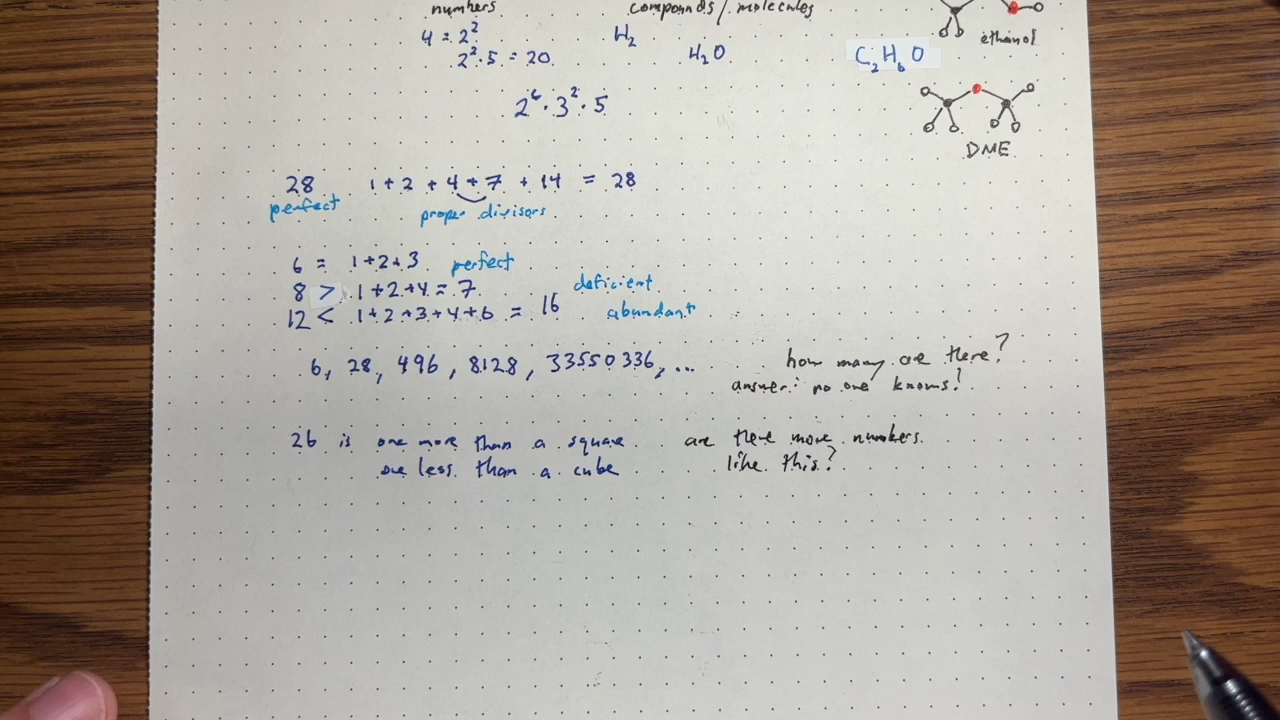 numbers compounds/molecules
4 = 2² H₂ ethanol
2²·5 = 20 H₂O C₂H₆O
2⁶·3²·5
DME
28 1+2+4+7+14 = 28
perfect proper divisors
6 = 1+2+3 perfect
8 > 1+2+4=7 deficient
12 < 1+2+3+4+6 = 16 abundant
6, 28, 496, 8128, 33550336, ... how many are there?
answer: no one knows!
26 is one more than a square are there more numbers
one less than a cube like this?